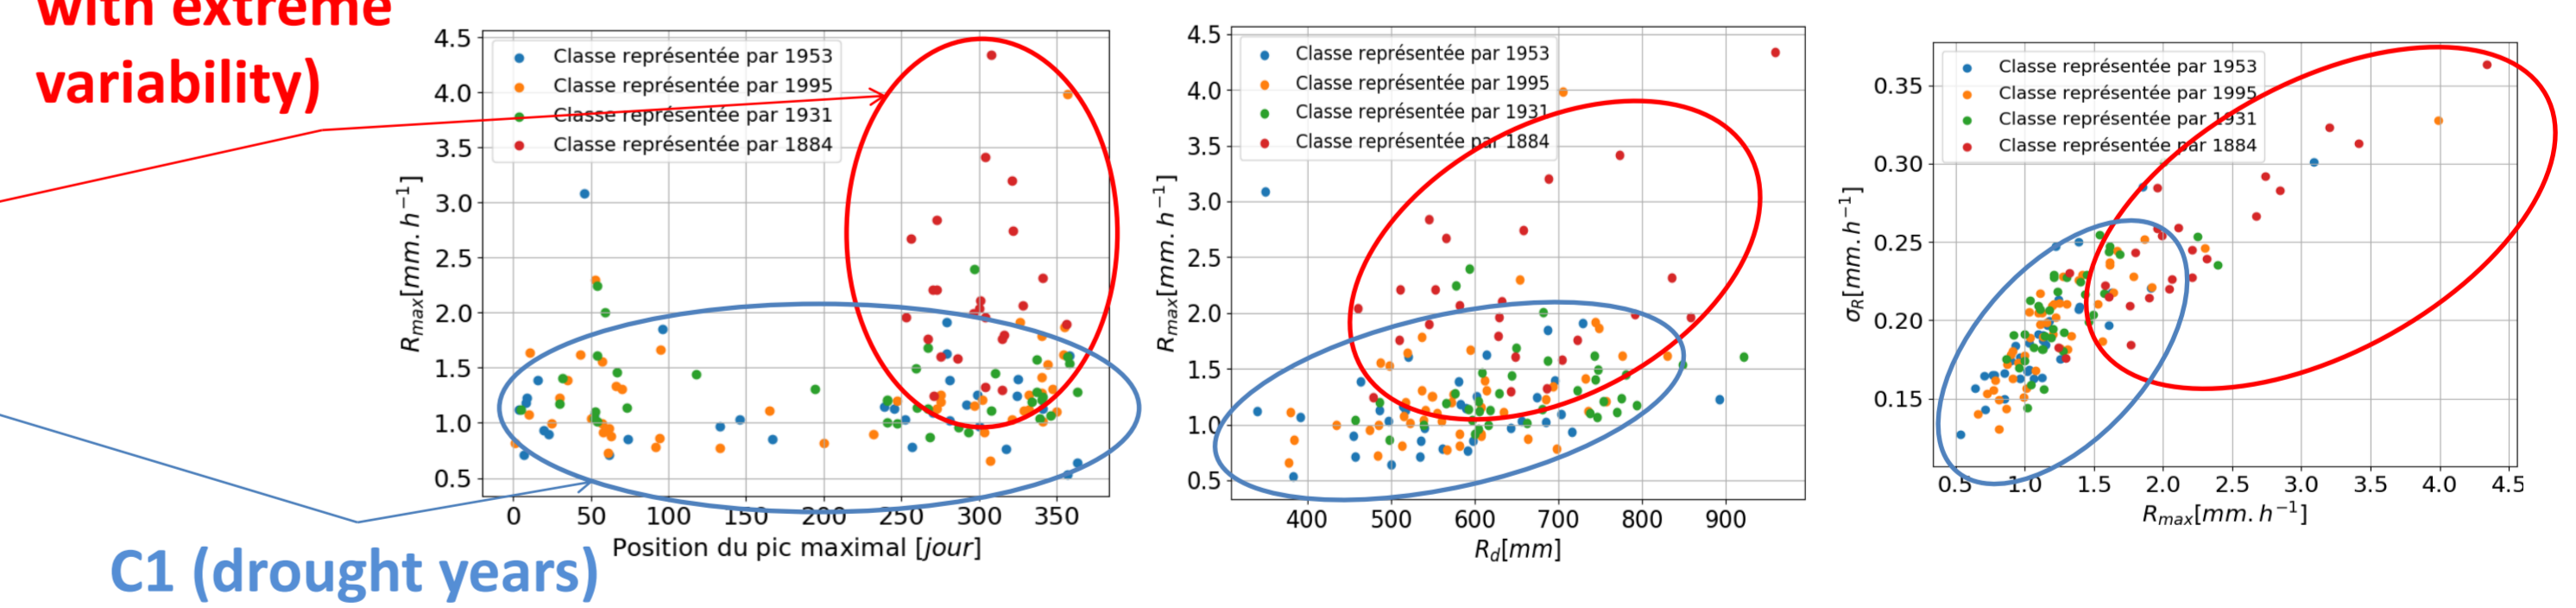 with extreme
variability)
C1 (drought years)
4.5
4.0
3.5
3.0
2.5
2.0
1.5
1.0
0.5
R_max[mm.h⁻¹]
Classe représentée par 1953
Classe représentée par 1995
Classe représentée par 1931
Classe représentée par 1884
0 50 100 150 200 250 300 350
Position du pic maximal [jour]
4.5
4.0
3.5
3.0
2.5
2.0
1.5
1.0
0.5
R_max[mm.h⁻¹]
Classe représentée par 1953
Classe représentée par 1995
Classe représentée par 1931
Classe représentée par 1884
400 500 600 700 800 900
R_d[mm]
0.35
0.30
0.25
0.20
0.15
σ_R[mm.h⁻¹]
Classe représentée par 1953
Classe représentée par 1995
Classe représentée par 1931
Classe représentée par 1884
0.5 1.0 1.5 2.0 2.5 3.0 3.5 4.0 4.5
R_max[mm.h⁻¹]